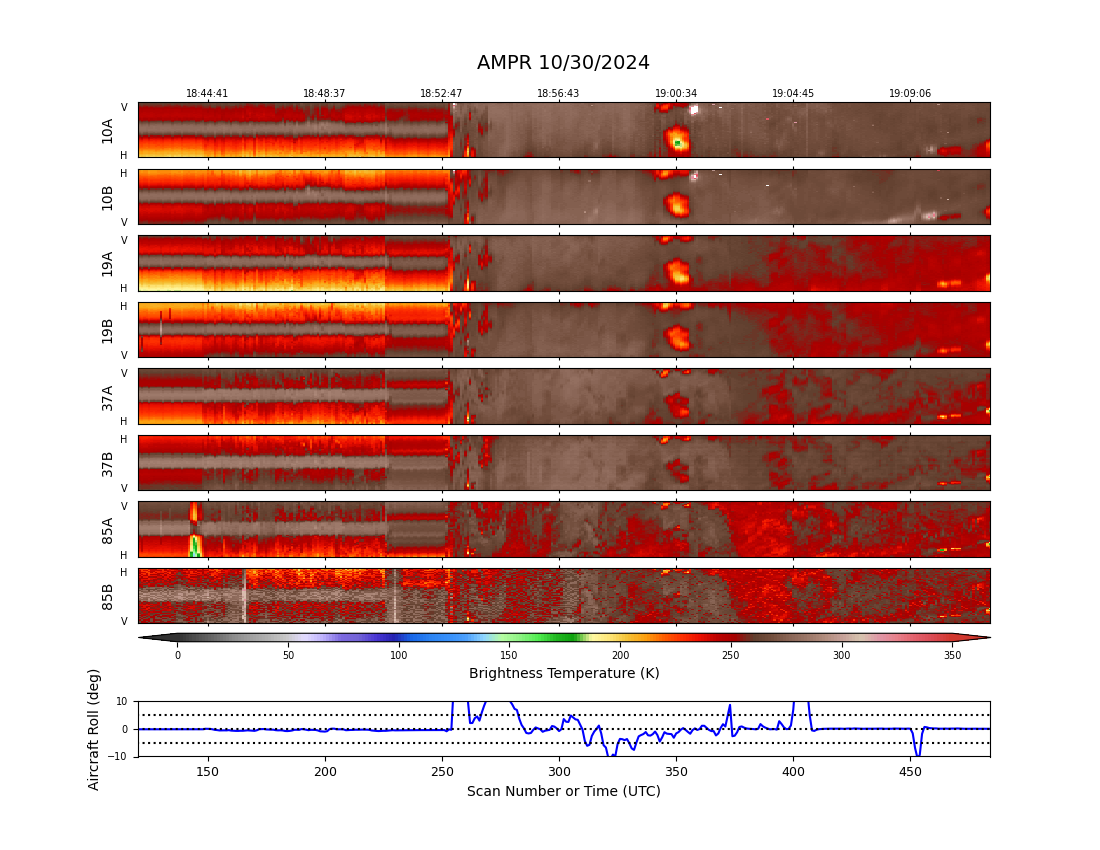 AMPR 10/30/2024
18:44:41 18:48:37 18:52:47 18:56:43 19:00:34 19:04:45 19:09:06
V
10A
H
H
10B
V
V
19A
H
H
19B
V
V
37A
H
H
37B
V
V
85A
H
H
85B
V
0 50 100 150 200 250 300 350
Brightness Temperature (K)
Aircraft Roll (deg)
10
0
−10
150 200 250 300 350 400 450
Scan Number or Time (UTC)